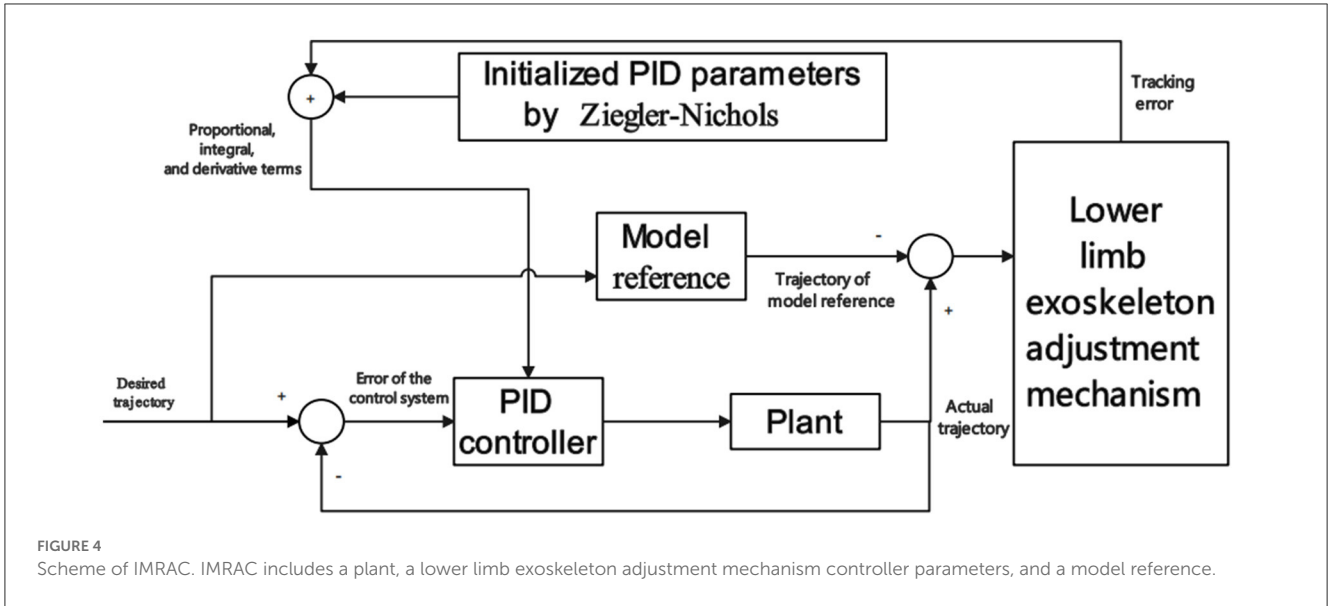 Initialized PID parameters
by Ziegler-Nichols
+
Tracking
error
Proportional,
integral,
and derivative terms
Model
reference
-
Trajectory of
model reference
+
Lower
limb
exoskeleton
adjustment
mechanism
Desired
trajectory
+
Error of the
control system
PID
controller
Plant
Actual
trajectory
-
FIGURE 4
Scheme of IMRAC. IMRAC includes a plant, a lower limb exoskeleton adjustment mechanism controller parameters, and a model reference.